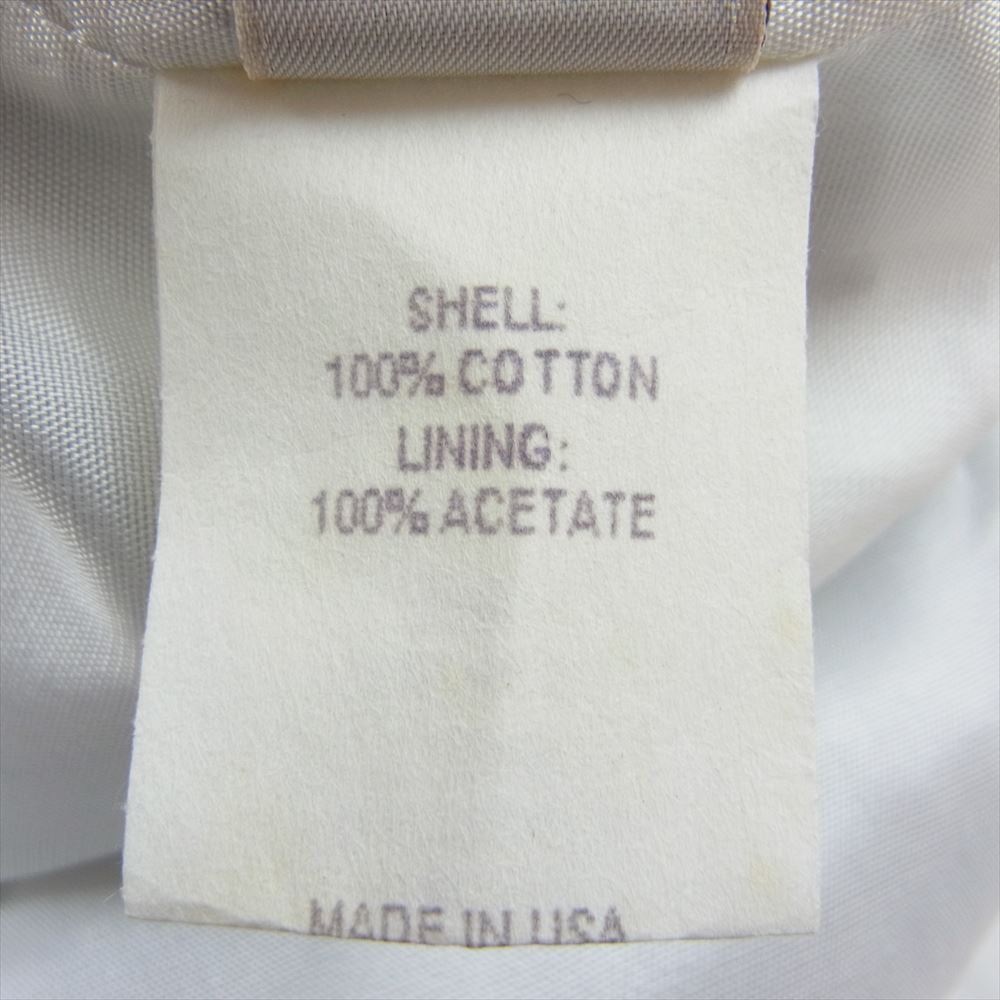 SHELL:
100% COTTON
LINING:
100% ACETATE
MADE IN USA